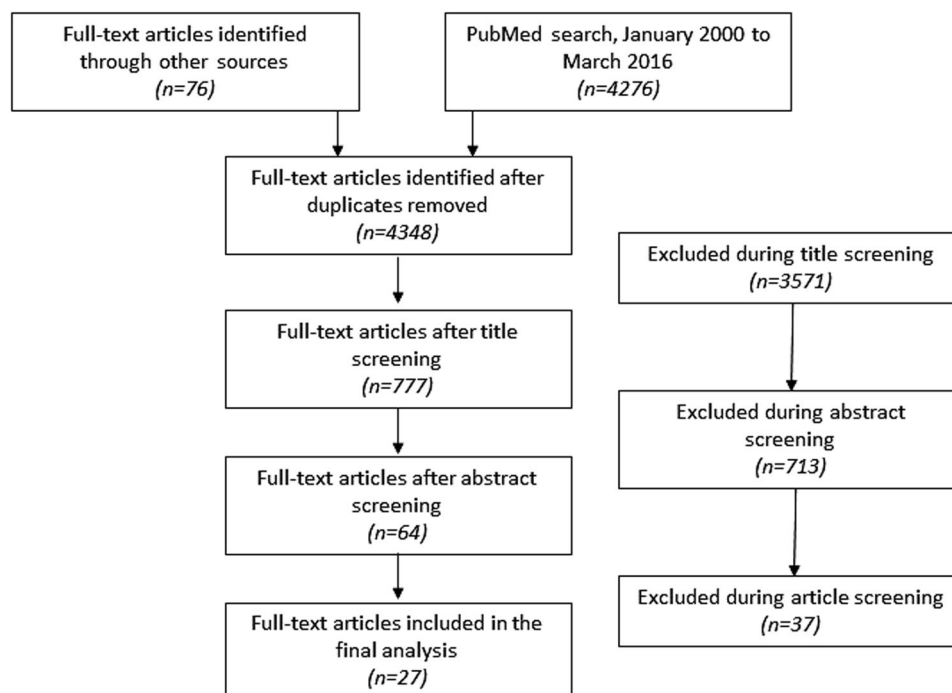 Full-text articles identified
through other sources
(n=76)
PubMed search, January 2000 to
March 2016
(n=4276)
Full-text articles identified after
duplicates removed
(n=4348)
Excluded during title screening
(n=3571)
Full-text articles after title
screening
(n=777)
Excluded during abstract
screening
(n=713)
Full-text articles after abstract
screening
(n=64)
Excluded during article screening
(n=37)
Full-text articles included in the
final analysis
(n=27)